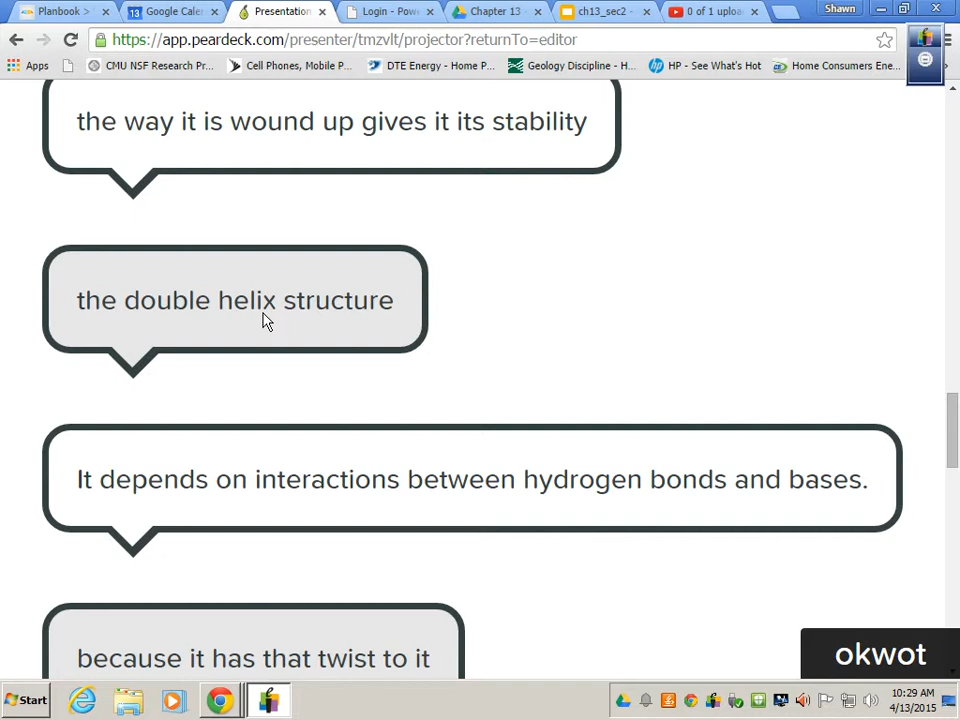 Planbook >
13
Google Caler
Presentation
Login - Powe
Chapter 13 -
ch13_sec2 -
0 of 1 upload
Shawn
https://app.peardeck.com/presenter/tmzvlt/projector?returnTo=editor
Apps
CMU NSF Research Pr...
Cell Phones, Mobile P...
DTE Energy - Home P...
Geology Discipline - H...
HP - See What's Hot
Home Consumers Ene...
the way it is wound up gives it its stability
the double helix structure
It depends on interactions between hydrogen bonds and bases.
because it has that twist to it
okwot
Start
10:29 AM
4/13/2015